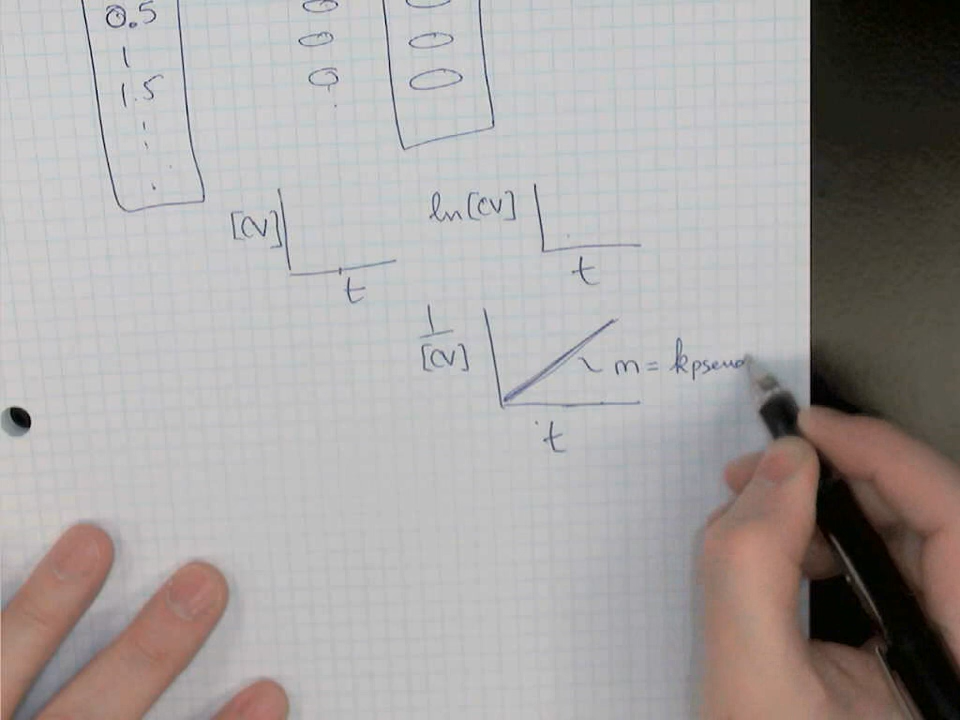 0.5
1
1.5
[CV]
t
ln[CV]
t
1
[CV]
m = kpseud
t